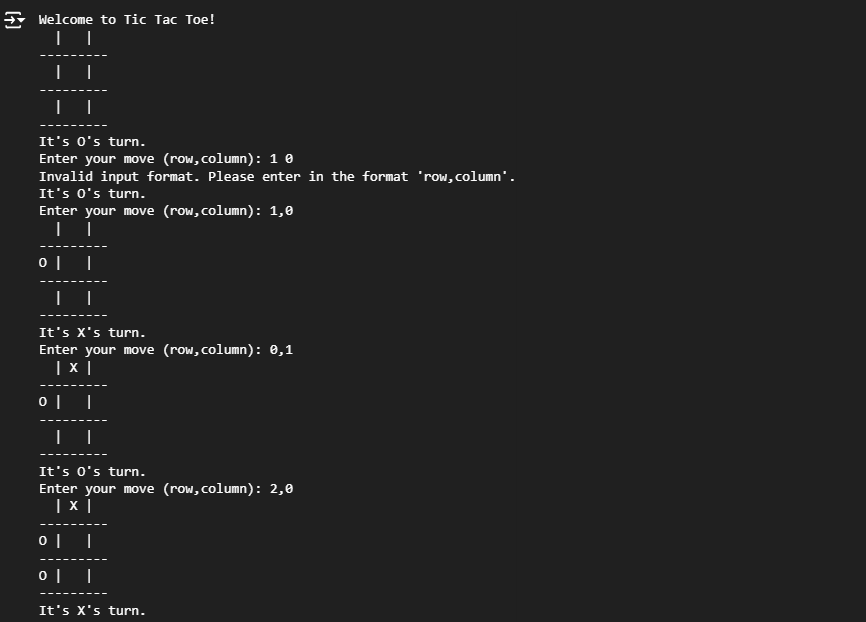 Welcome to Tic Tac Toe!
  |   |
---------
  |   |
---------
  |   |
---------
It's O's turn.
Enter your move (row,column): 1 0
Invalid input format. Please enter in the format 'row,column'.
It's O's turn.
Enter your move (row,column): 1,0
  |   |
---------
O |   |
---------
  |   |
---------
It's X's turn.
Enter your move (row,column): 0,1
  | X |
---------
O |   |
---------
  |   |
---------
It's O's turn.
Enter your move (row,column): 2,0
  | X |
---------
O |   |
---------
O |   |
---------
It's X's turn.